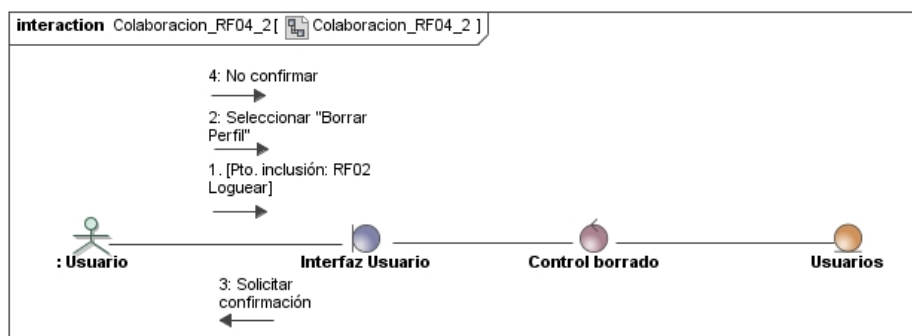 interaction Colaboracion_RF04_2[ Colaboracion_RF04_2 ]
4: No confirmar
2: Seleccionar "Borrar
Perfil"
1. [Pto. inclusión: RF02
Loguear]
: Usuario
Interfaz Usuario
Control borrado
Usuarios
3: Solicitar
confirmación